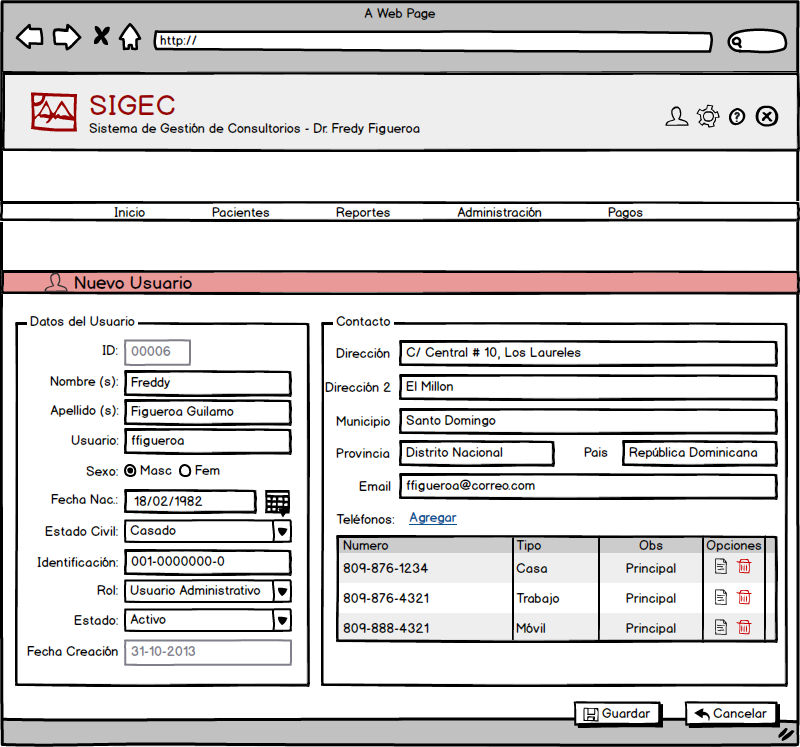 A Web Page
http://
SIGEC
Sistema de Gestión de Consultorios - Dr. Fredy Figueroa
Inicio Pacientes Reportes Administración Pagos
Nuevo Usuario
Datos del Usuario
ID: 00006
Nombre (s): Freddy
Apellido (s): Figueroa Guilamo
Usuario: ffigueroa
Sexo: Masc Fem
Fecha Nac.: 18/02/1982
Estado Civil: Casado
Identificación: 001-0000000-0
Rol: Usuario Administrativo
Estado: Activo
Fecha Creación 31-10-2013
Contacto
Dirección C/ Central # 10, Los Laureles
Dirección 2 El Millon
Municipio Santo Domingo
Provincia Distrito Nacional Pais República Dominicana
Email ffigueroa@correo.com
Teléfonos: Agregar
Numero Tipo Obs Opciones
809-876-1234 Casa Principal
809-876-4321 Trabajo Principal
809-888-4321 Móvil Principal
Guardar Cancelar